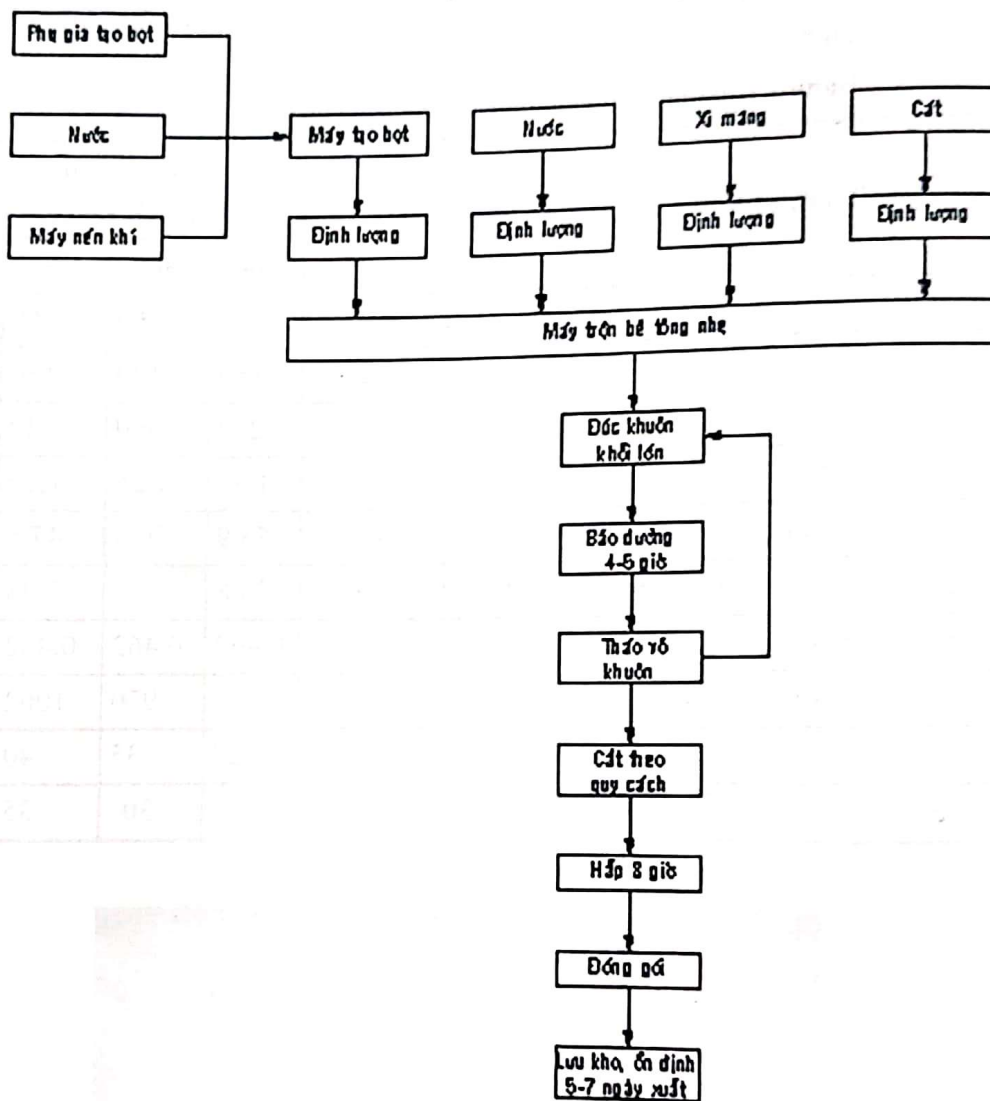 Phụ gia tạo bọt
Nước
Máy nén khí
Máy tạo bọt
Nước
Xi măng
Cát
Định lượng
Định lượng
Định lượng
Định lượng
Máy trộn bê tông nhẹ
Đúc khuôn
khối lớn
Bảo dưỡng
4-5 giờ
Tháo rỡ
khuôn
Cắt theo
quy cách
Hấp 8 giờ
Đóng gói
Lưu kho, ổn định
5-7 ngày xuất